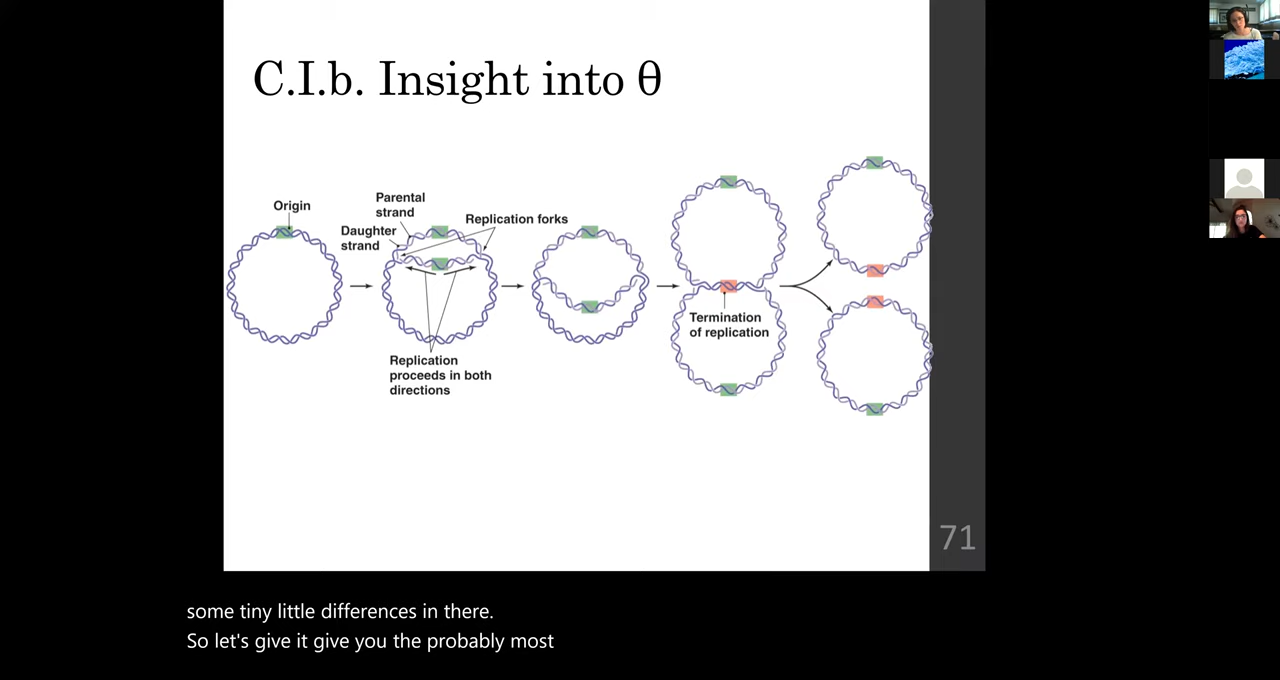 C.I.b. Insight into θ
Origin
Parental
strand
Daughter
strand
Replication forks
Replication
proceeds in both
directions
Termination
of replication
71
some tiny little differences in there.
So let's give it give you the probably most